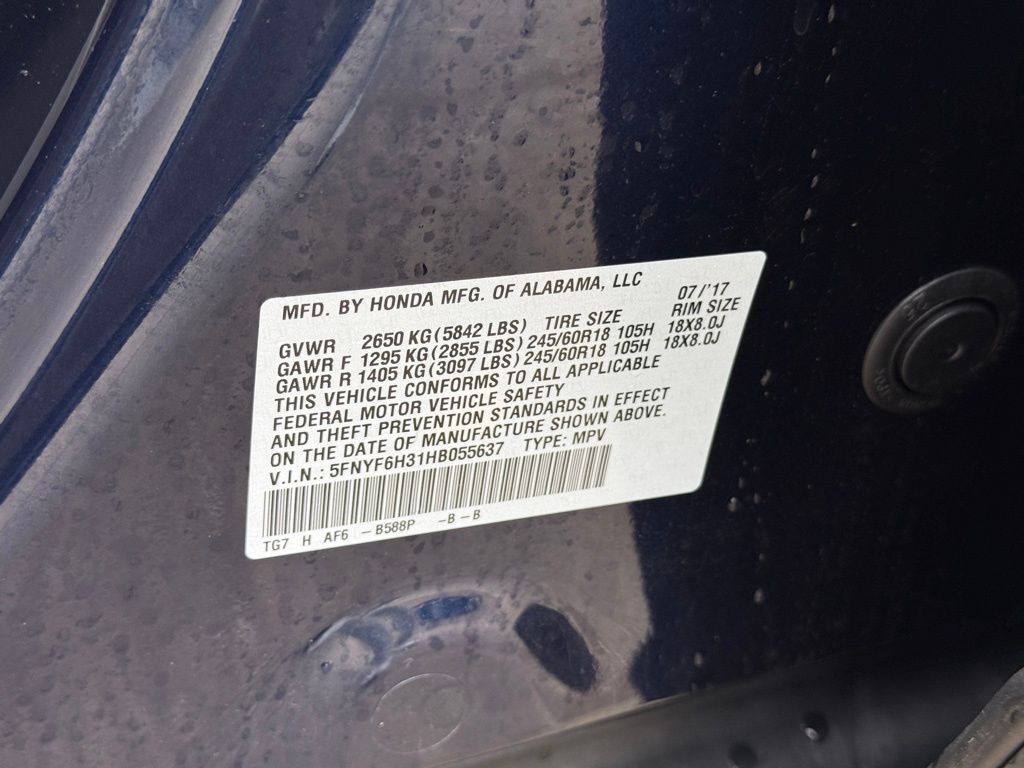 MFD. BY HONDA MFG. OF ALABAMA, LLC 07/'17
GVWR 2650 KG (5842 LBS) TIRE SIZE RIM SIZE
GAWR F 1295 KG (2855 LBS) 245/60R18 105H 18X8.0J
GAWR R 1405 KG (3097 LBS) 245/60R18 105H 18X8.0J
THIS VEHICLE CONFORMS TO ALL APPLICABLE
FEDERAL MOTOR VEHICLE SAFETY
AND THEFT PREVENTION STANDARDS IN EFFECT
ON THE DATE OF MANUFACTURE SHOWN ABOVE.
V.I.N.: 5FNYF6H31HB055637 TYPE: MPV
TG7 H AF6 -B588P -B-B